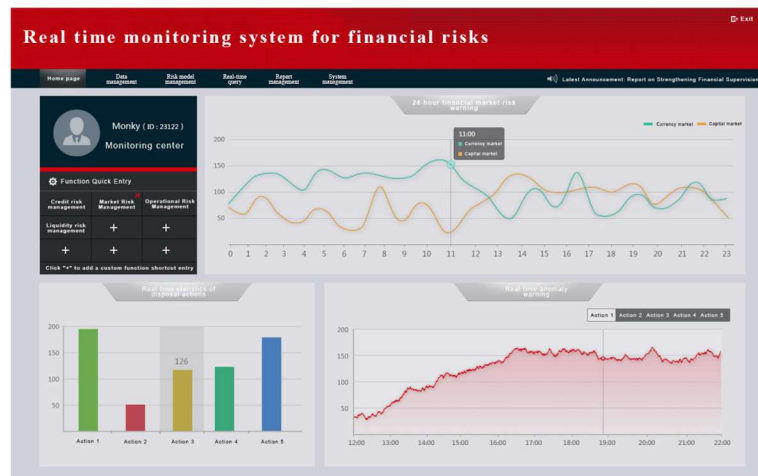 Exit
Real time monitoring system for financial risks
Home page
Data
management
Risk model
management
Real-time
query
Report
management
System
management
Latest Announcement: Report on Strengthening Financial Supervision
Monky ( ID : 23122 )
Monitoring center
Function Quick Entry
Credit risk
management
Market Risk
Management
Operational Risk
Management
Liquidity risk
management
+
+
+
+
+
Click "+" to add a custom function shortcut entry
24 hour financial market risk
warning
Currency market
Capital market
11:00
Currency market
Capital market
200
150
100
50
0 1 2 3 4 5 6 7 8 9 10 11 12 13 14 15 16 17 18 19 20 21 22 23
Real time
disposal actions
200
150
100
50
126
Action 1
Action 2
Action 3
Action 4
Action 5
Real time anomaly
warning
Action 1 Action 2 Action 3 Action 4 Action 5
200
150
100
50
12:00 13:00 14:00 15:00 16:00 17:00 18:00 19:00 20:00 21:00 22:00